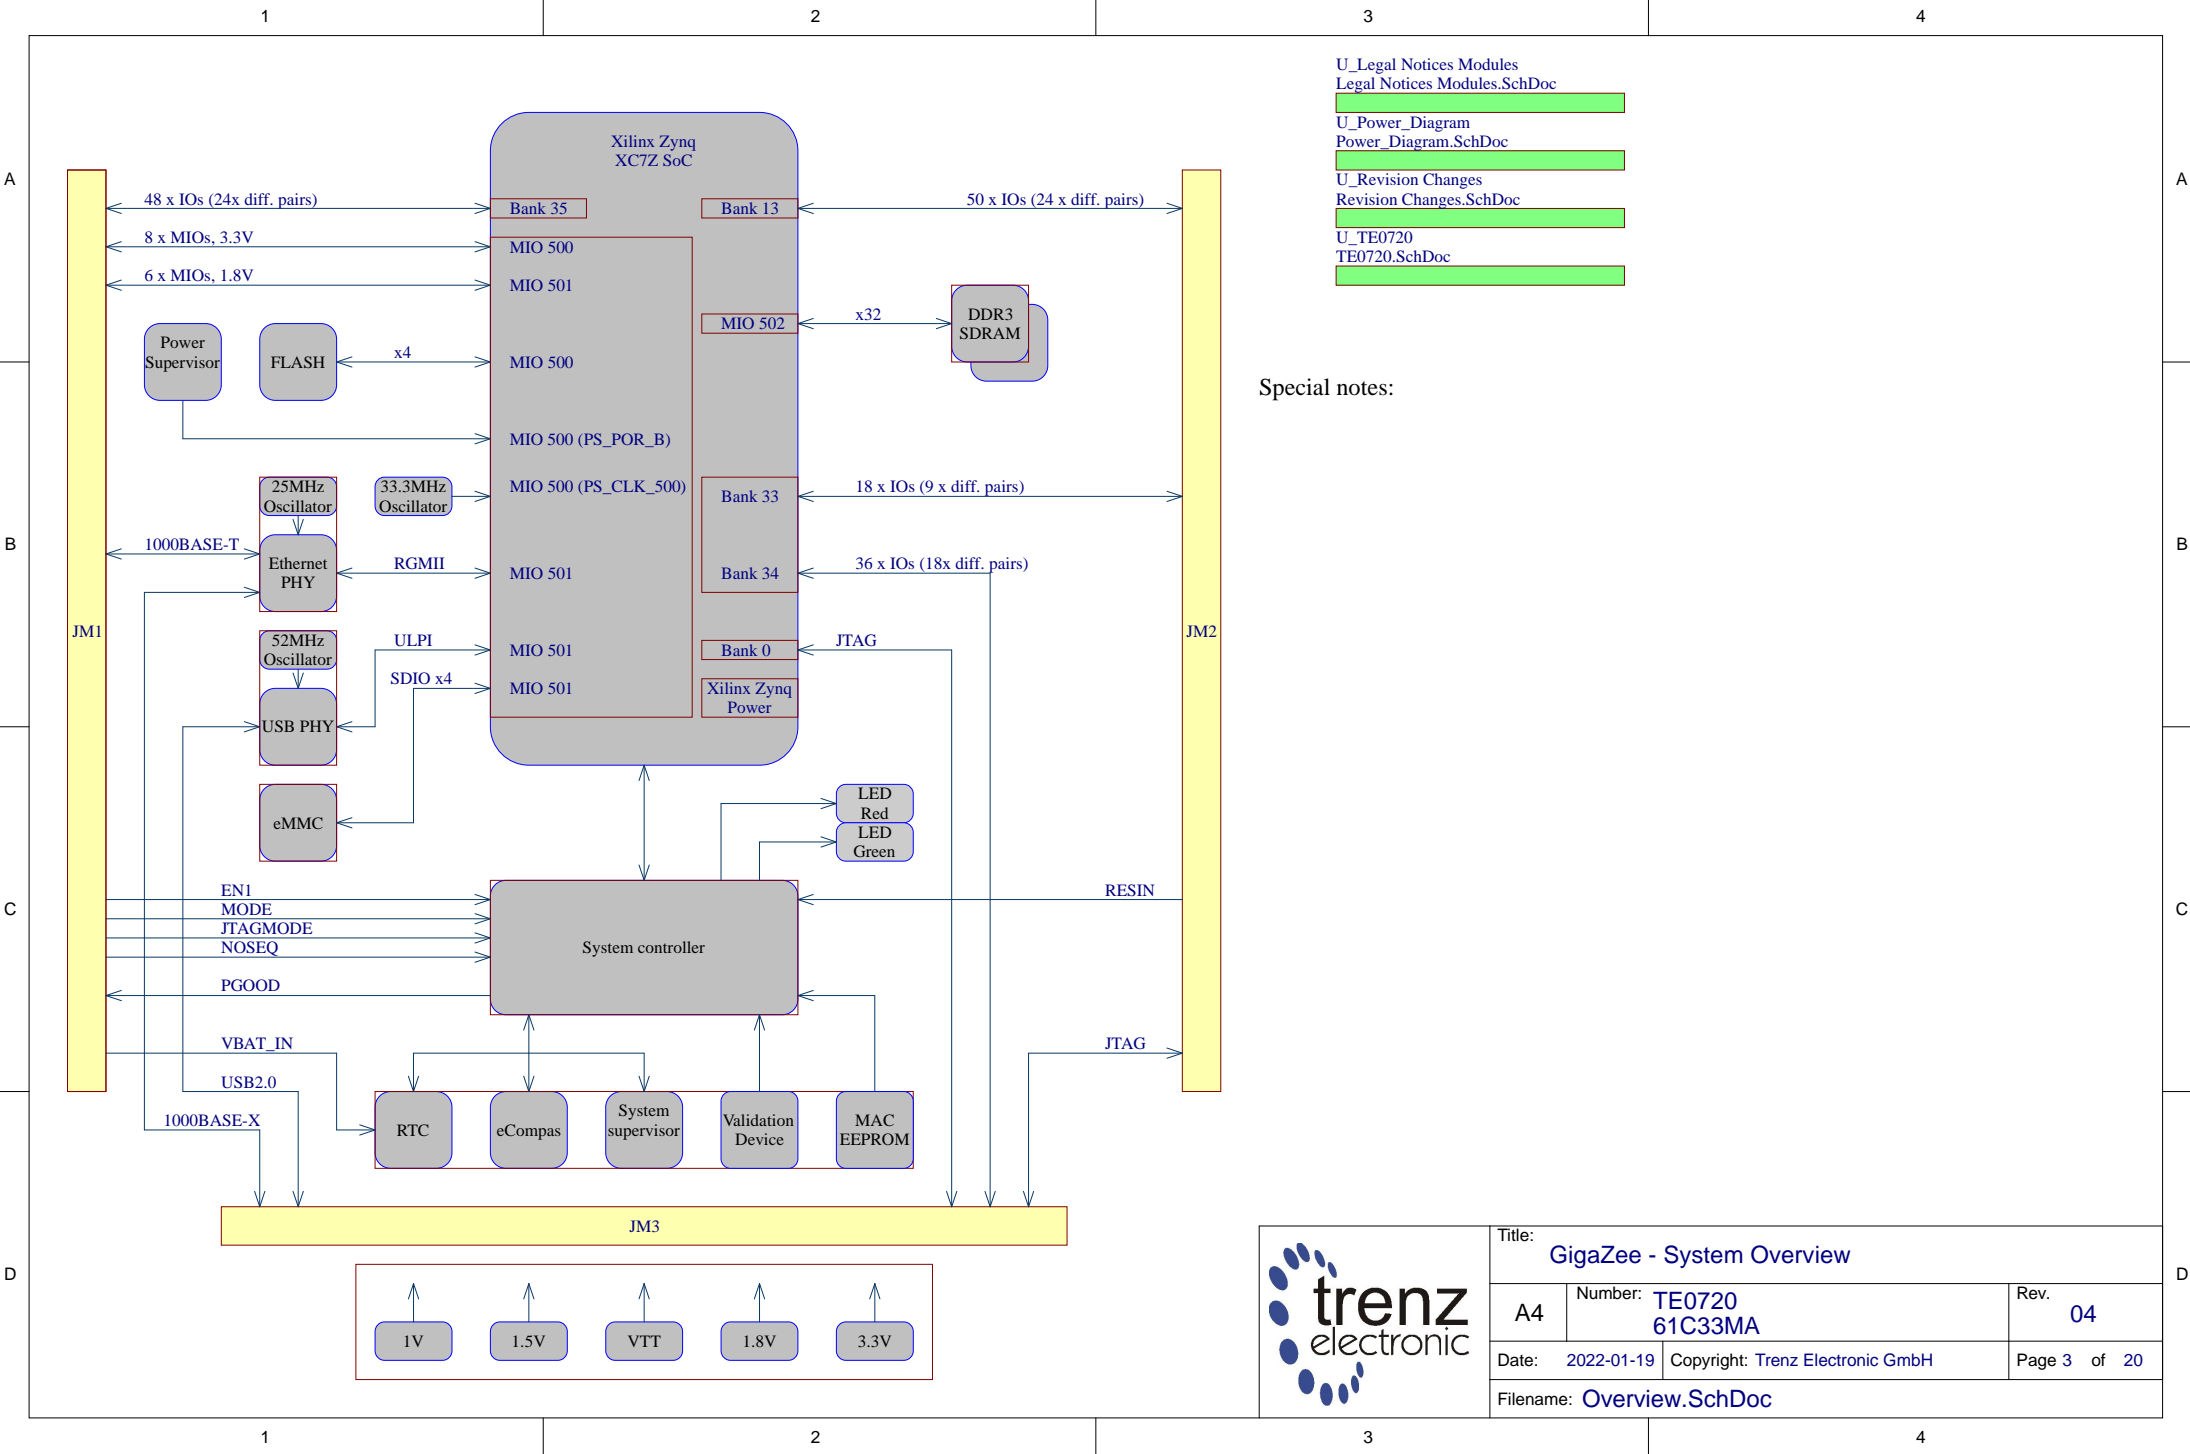 1 2 3 4
U_Legal Notices Modules
Legal Notices Modules.SchDoc
U_Power_Diagram
Power_Diagram.SchDoc
U_Revision Changes
Revision Changes.SchDoc
U_TE0720
TE0720.SchDoc
Special notes:
A
B
C
D
A
B
C
D
Xilinx Zynq
XC7Z SoC
48 x IOs (24x diff. pairs)
Bank 35
Bank 13
50 x IOs (24 x diff. pairs)
8 x MIOs, 3.3V
MIO 500
6 x MIOs, 1.8V
MIO 501
MIO 502
x32
DDR3
SDRAM
Power
Supervisor
FLASH
x4
MIO 500
MIO 500 (PS_POR_B)
25MHz
Oscillator
33.3MHz
Oscillator
MIO 500 (PS_CLK_500)
Bank 33
18 x IOs (9 x diff. pairs)
1000BASE-T
Ethernet
PHY
RGMII
MIO 501
Bank 34
36 x IOs (18x diff. pairs)
JM1
JM2
52MHz
Oscillator
ULPI
MIO 501
Bank 0
JTAG
SDIO x4
MIO 501
Xilinx Zynq
Power
USB PHY
eMMC
LED
Red
LED
Green
EN1
MODE
JTAGMODE
NOSEQ
PGOOD
System controller
RESIN
VBAT_IN
JTAG
USB2.0
1000BASE-X
RTC
eCompas
System
supervisor
Validation
Device
MAC
EEPROM
JM3
1V
1.5V
VTT
1.8V
3.3V
trenz
electronic
Title:
GigaZee - System Overview
A4
Number: TE0720
61C33MA
Rev.
04
Date: 2022-01-19
Copyright: Trenz Electronic GmbH
Page 3 of 20
Filename: Overview.SchDoc
1 2 3 4